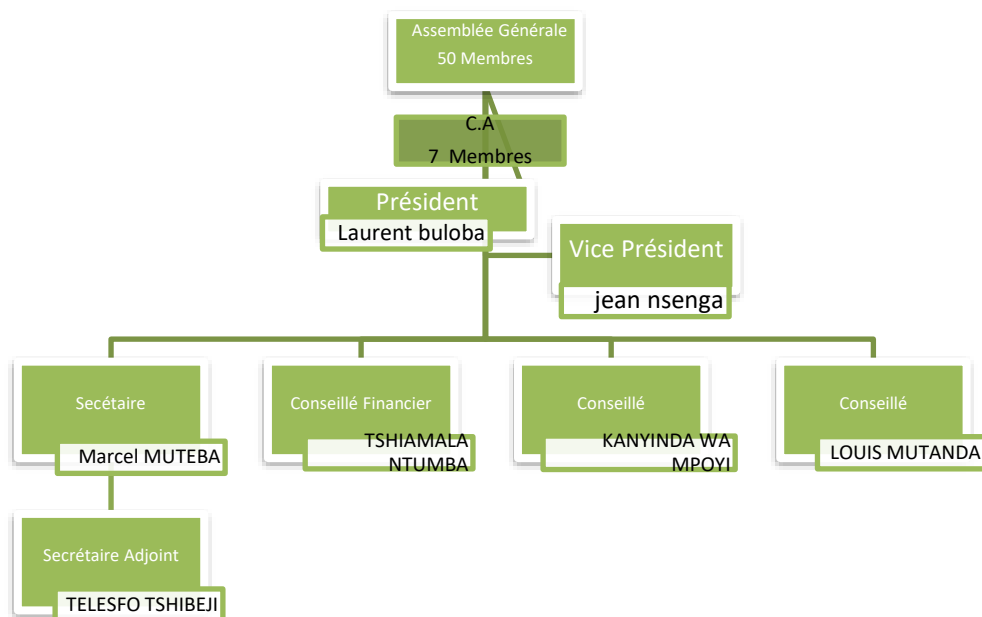 Assemblée Générale
50 Membres
C.A
7 Membres
Président
Laurent buloba
Vice Président
jean nsenga
Secétaire
Marcel MUTEBA
Conseillé Financier
TSHIAMALA
NTUMBA
Conseillé
KANYINDA WA
MPOYI
Conseillé
LOUIS MUTANDA
Secrétaire Adjoint
TELESFO TSHIBEJI